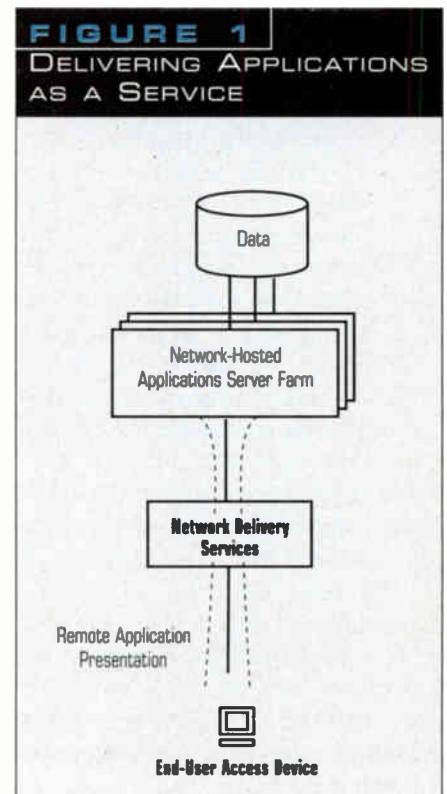 FIGURE 1
DELIVERING APPLICATIONS
AS A SERVICE
Data
Network-Hosted
Applications Server Farm
Network Delivery
Services
Remote Application
Presentation
End-User Access Device